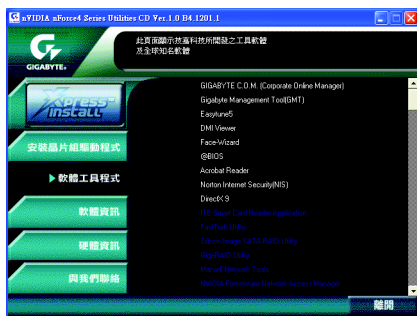 nVIDIA nForce4 Series Utilities CD Ver.1.0 B4.1201.1
GIGABYTE
此頁面顯示技嘉科技所開發之工具軟體
及全球知名軟體
Xpress™
INSTALL
安裝晶片組驅動程式
軟體工具程式
軟體資訊
硬體資訊
與我們聯絡
GIGABYTE C.O.M. (Corporate Online Manager)
Gigabyte Management Tool(GMT)
Easytune5
DMI Viewer
Face-Wizard
@BIOS
Acrobat Reader
Norton Internet Security(NIS)
DirectX 9
離開